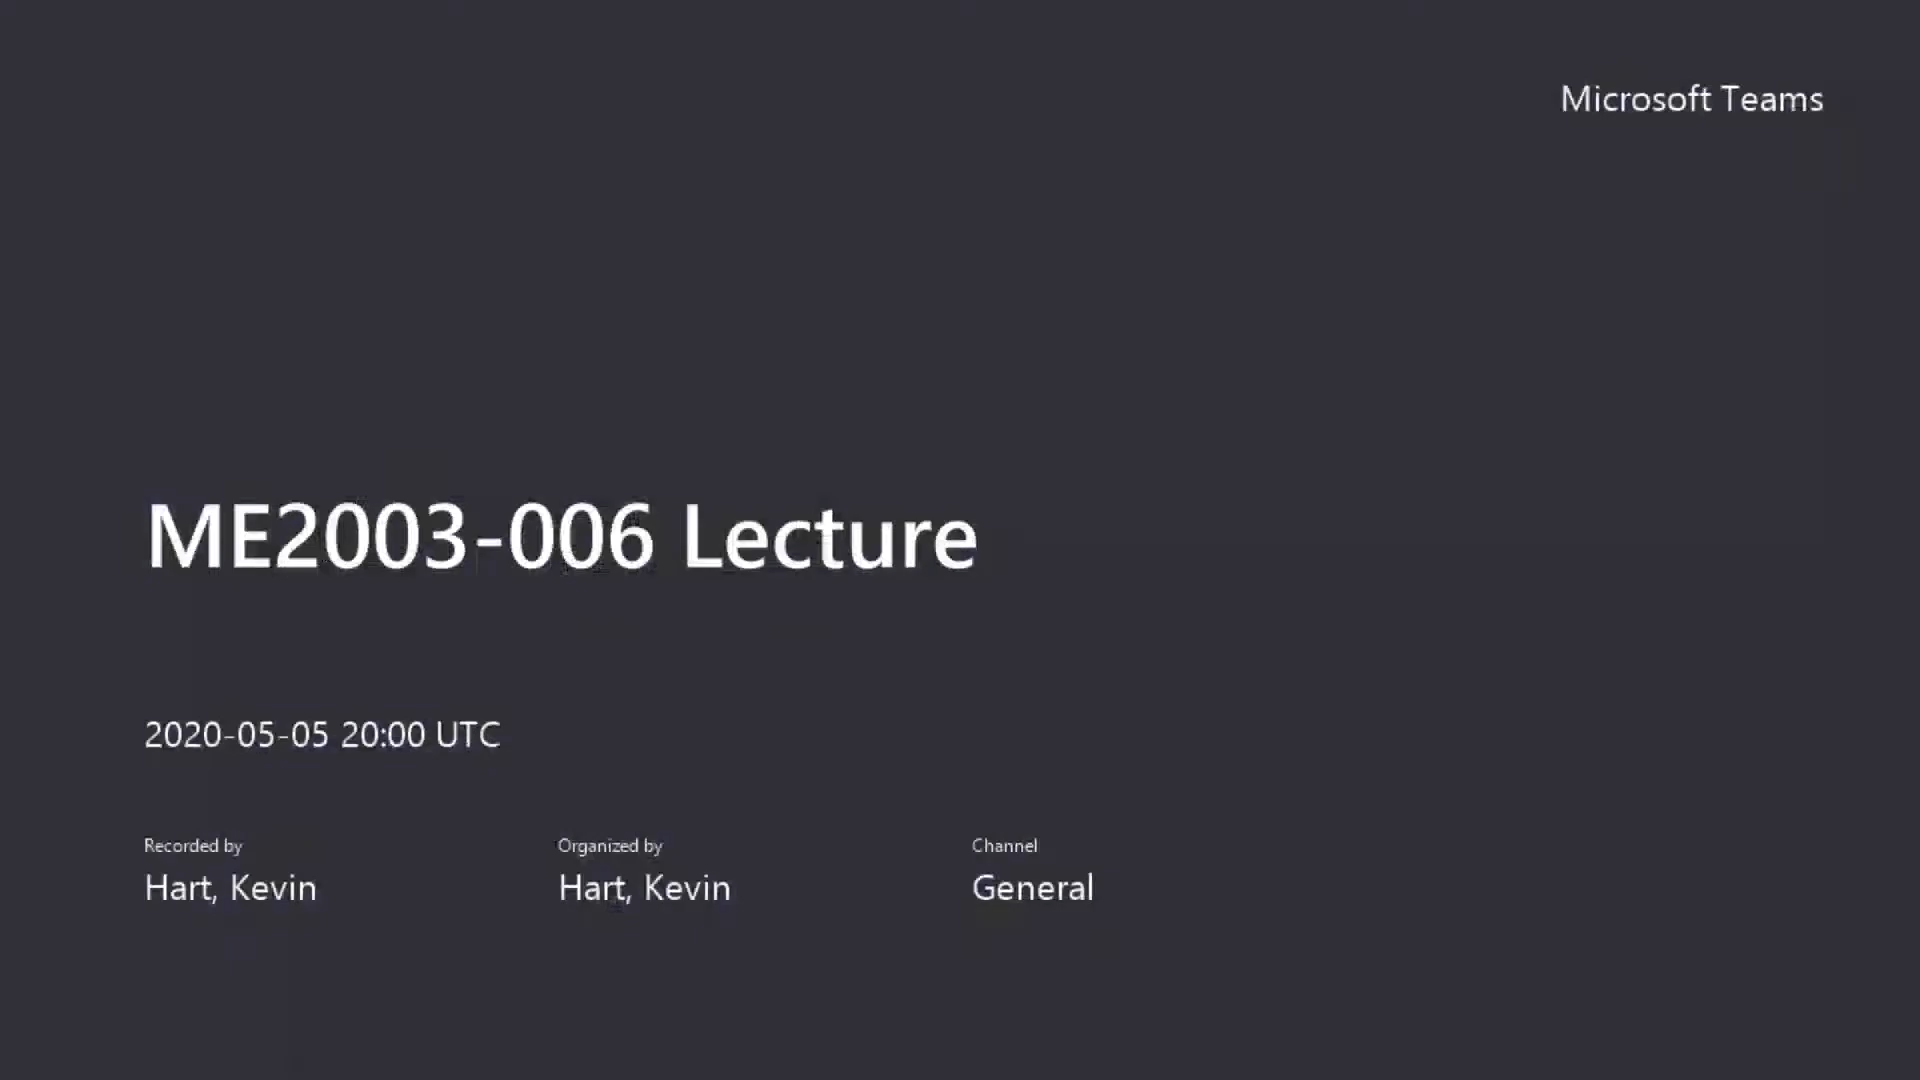 Microsoft Teams
ME2003-006 Lecture
2020-05-05 20:00 UTC
Recorded by
Hart, Kevin
Organized by
Hart, Kevin
Channel
General